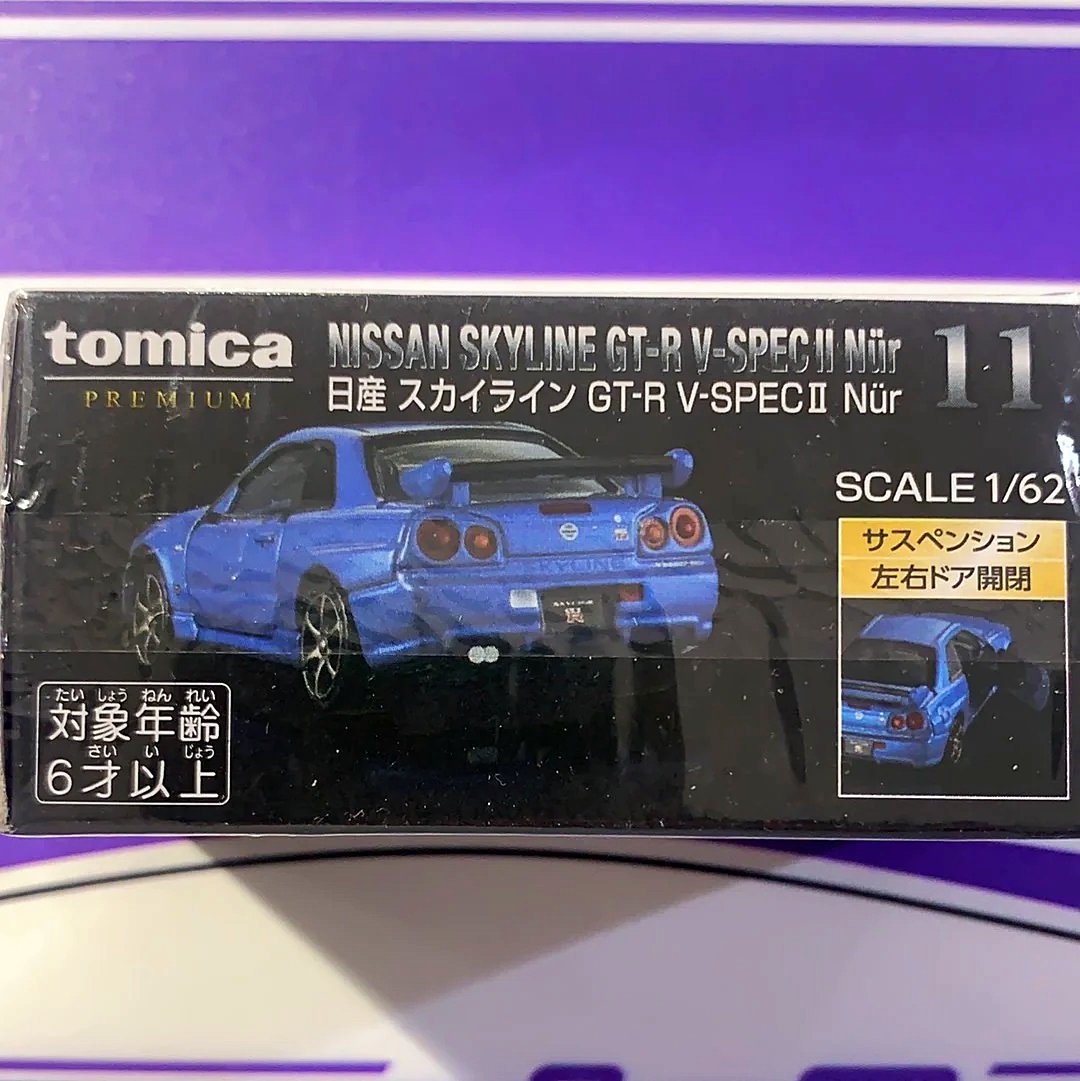 tomica
PREMIUM
NISSAN SKYLINE GT-R V-SPECⅡ Nür
日産 スカイライン GT-R V-SPECⅡ Nür
11
SCALE 1/62
サスペンション
左右ドア開閉
SKYLINE
SKYLINE
たい しょう ねん れい
対象年齢
さい い じょう
6才以上